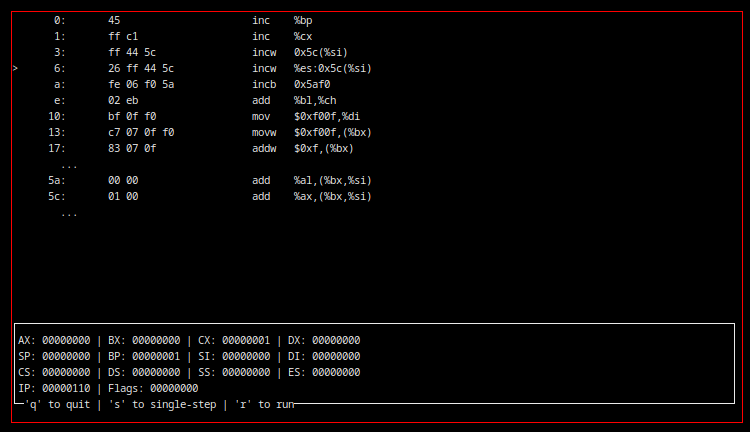 0: 45 inc %bp
1: ff c1 inc %cx
3: ff 44 5c incw 0x5c(%si)
> 6: 26 ff 44 5c incw %es:0x5c(%si)
a: fe 06 f0 5a incb 0x5af0
e: 02 eb add %bl,%ch
10: bf 0f f0 mov $0xf00f,%di
13: c7 07 0f f0 movw $0xf00f,(%bx)
17: 83 07 0f addw $0xf,(%bx)
...
5a: 00 00 add %al,(%bx,%si)
5c: 01 00 add %ax,(%bx,%si)
...
AX: 00000000 | BX: 00000000 | CX: 00000001 | DX: 00000000
SP: 00000000 | BP: 00000001 | SI: 00000000 | DI: 00000000
CS: 00000000 | DS: 00000000 | SS: 00000000 | ES: 00000000
IP: 00000110 | Flags: 00000000
'q' to quit | 's' to single-step | 'r' to run